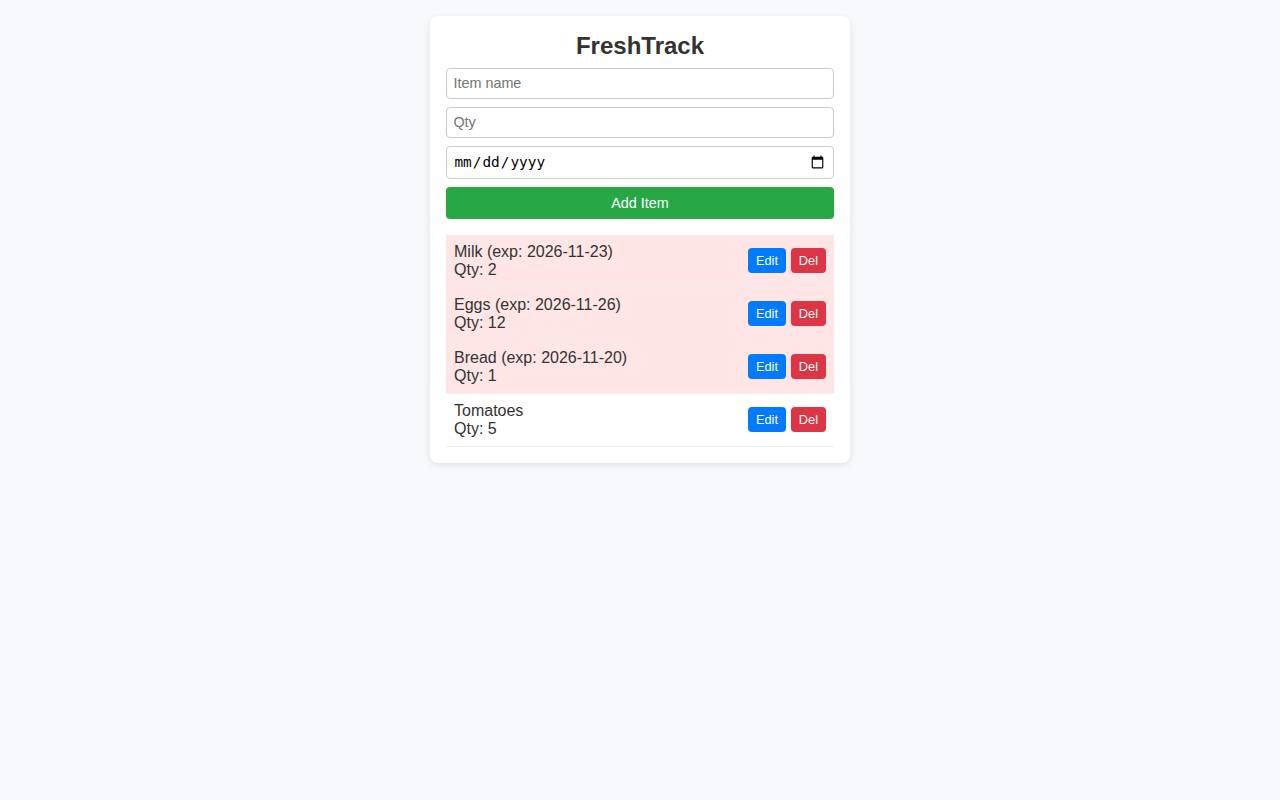 FreshTrack
Item name
Qty
mm/dd/yyyy
Add Item
Milk (exp: 2026-11-23)
Qty: 2
Edit Del
Eggs (exp: 2026-11-26)
Qty: 12
Edit Del
Bread (exp: 2026-11-20)
Qty: 1
Edit Del
Tomatoes
Qty: 5
Edit Del